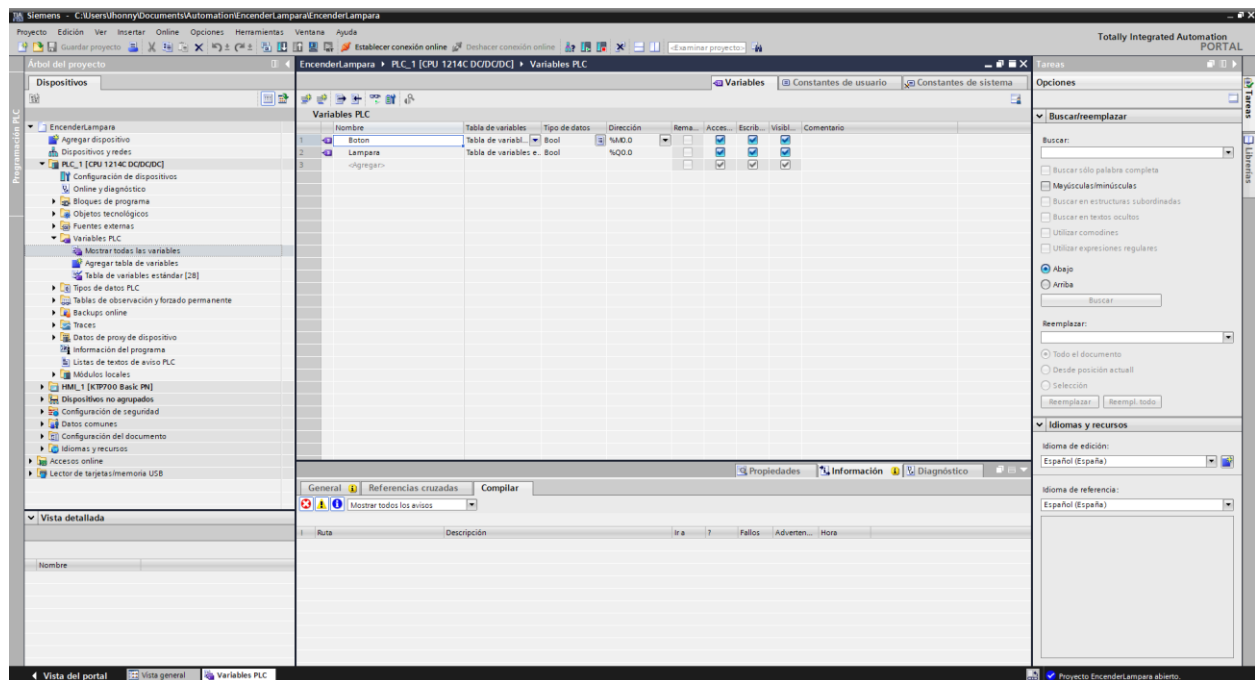 Siemens - C:\Users\Jhonny\Documents\Automation\EncenderLampara\EncenderLampara
Proyecto Edición Ver Insertar Online Opciones Herramientas Ventana Ayuda
Totally Integrated Automation
PORTAL
Guardar proyecto
Establecer conexión online
Deshacer conexión online
<Examinar proyecto>
Árbol del proyecto
EncenderLampara ▸ PLC_1 [CPU 1214C DC/DC/DC] ▸ Variables PLC
Tareas
Dispositivos
Variables
Constantes de usuario
Constantes de sistema
Opciones
Programación PLC
EncenderLampara
Agregar dispositivo
Dispositivos y redes
PLC_1 [CPU 1214C DC/DC/DC]
Configuración de dispositivos
Online y diagnóstico
Bloques de programa
Objetos tecnológicos
Fuentes externas
Variables PLC
Mostrar todas las variables
Agregar tabla de variables
Tabla de variables estándar [28]
Tipos de datos PLC
Tablas de observación y forzado permanente
Backups online
Traces
Datos de proxy de dispositivo
Información del programa
Listas de textos de aviso PLC
Módulos locales
HMI_1 [KTP700 Basic PN]
Dispositivos no agrupados
Configuración de seguridad
Datos comunes
Configuración del documento
Idiomas y recursos
Accesos online
Lector de tarjetas/memoria USB
Vista detallada
Nombre
Variables PLC
Nombre Tabla de variables Tipo de datos Dirección Rema... Acces... Escrib... Visibl... Comentario
1 Boton Tabla de variabl... Bool %M0.0
2 Lampara Tabla de variables e.. Bool %Q0.0
3 <Agregar>
Propiedades
Información
Diagnóstico
General
Referencias cruzadas
Compilar
Mostrar todos los avisos
! Ruta Descripción Ir a ? Fallos Adverten... Hora
Buscar/reemplazar
Buscar:
Buscar sólo palabra completa
Mayúsculas/minúsculas
Buscar en estructuras subordinadas
Buscar en textos ocultos
Utilizar comodines
Utilizar expresiones regulares
Abajo
Arriba
Buscar
Reemplazar:
Todo el documento
Desde posición actuall
Selección
Reemplazar
Reempl. todo
Idiomas y recursos
Idioma de edición:
Español (España)
Idioma de referencia:
Español (España)
Tareas
Librerías
Vista del portal
Vista general
Variables PLC
Proyecto EncenderLampara abierto.